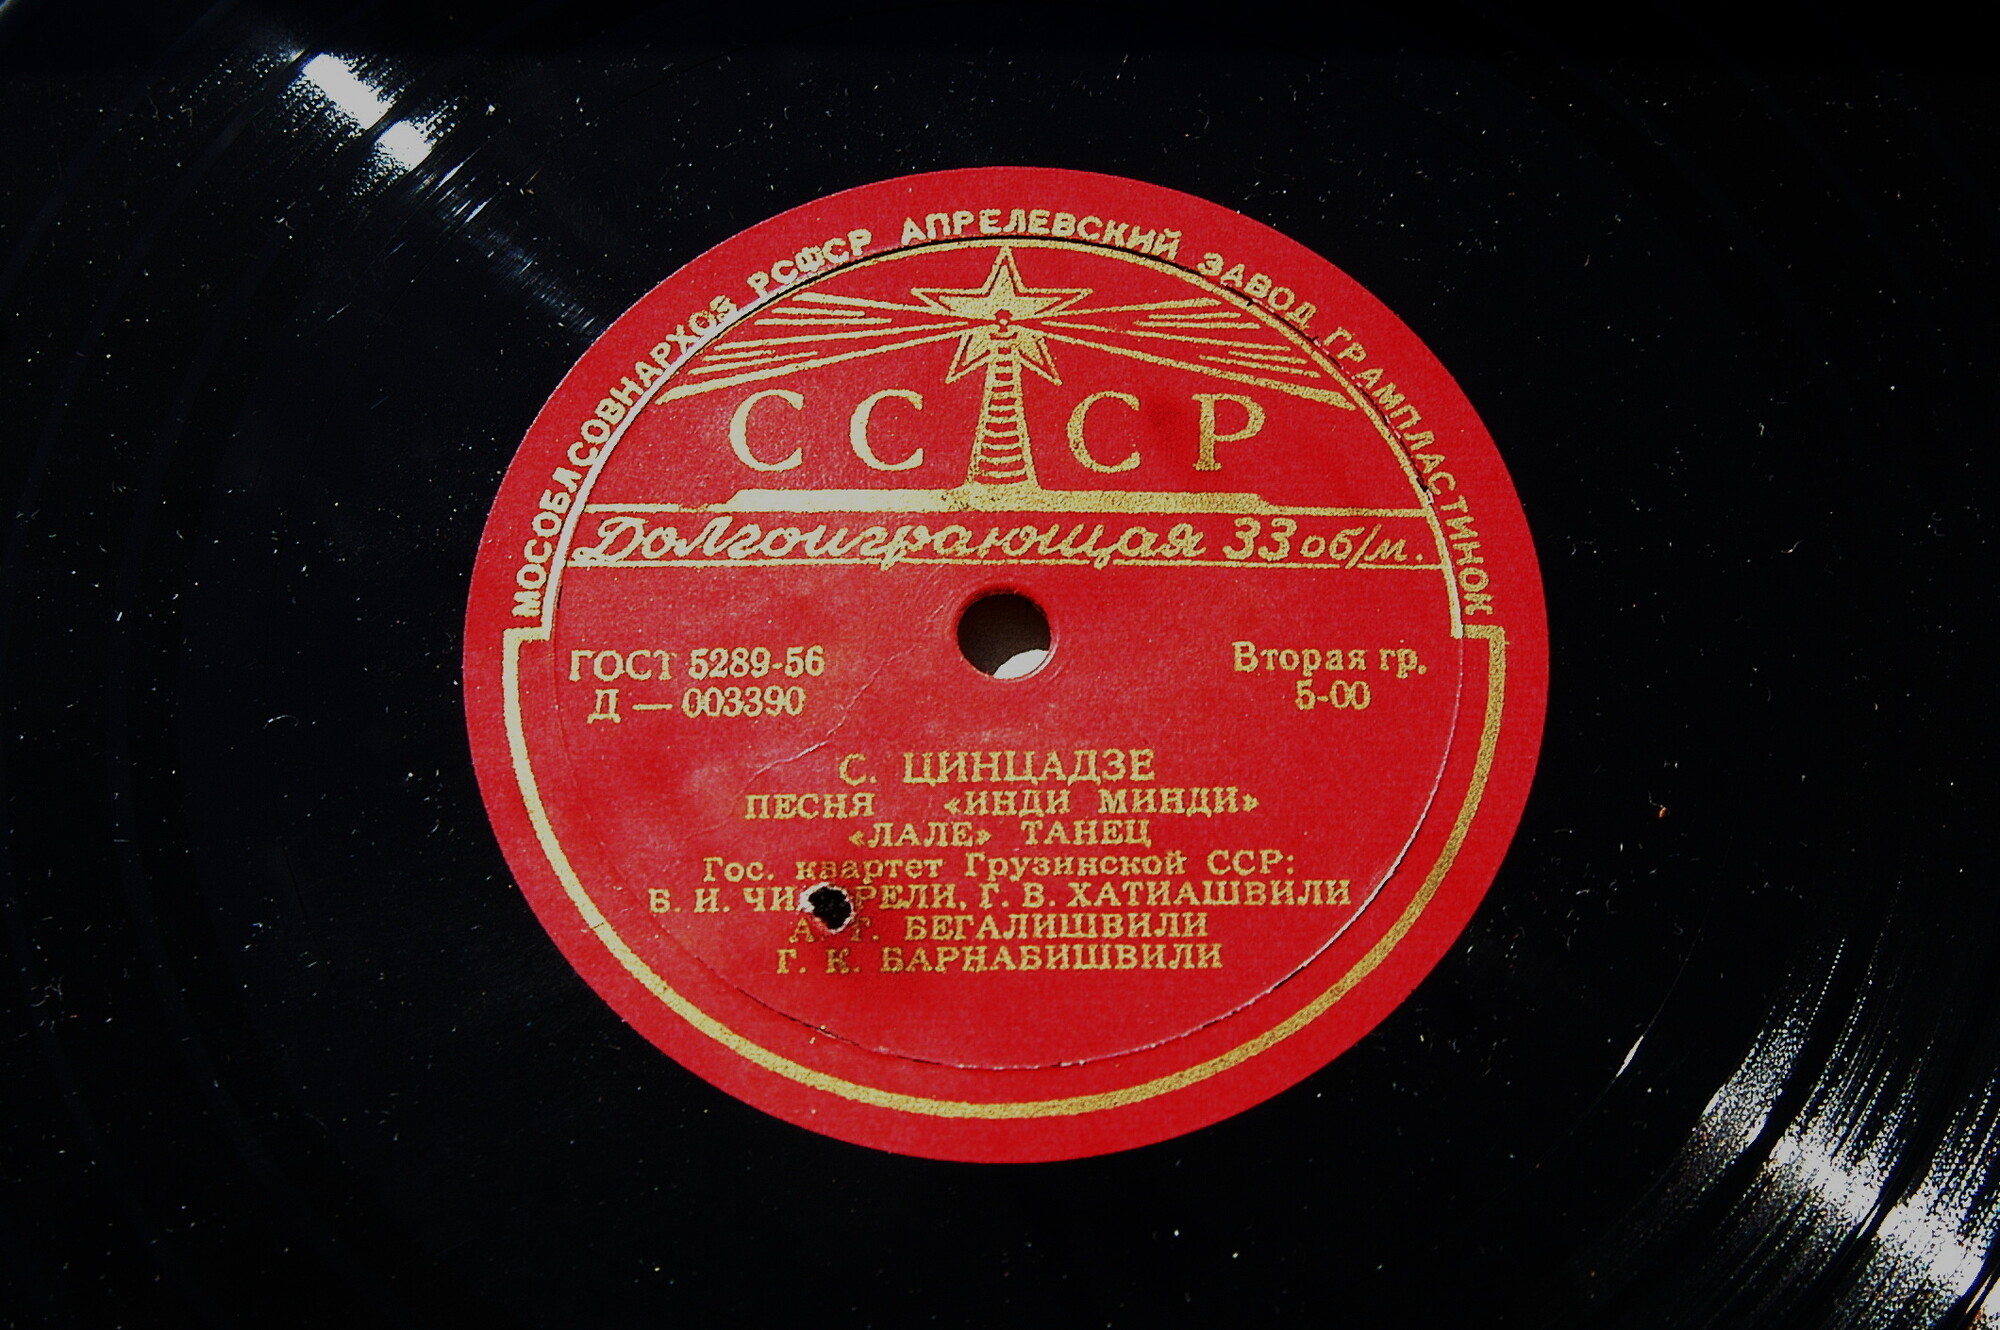 МОСОБЛСОВНАРХОЗ РСФСР АПРЕЛЕВСКИЙ ЗАВОД ГРАМПЛАСТИНОК
СССР
Долгоиграющая 33 об/м.
ГОСТ 5289-56
Д — 003390
Вторая гр.
5-00
С. ЦИНЦАДЗЕ
ПЕСНЯ «ИНДИ МИНДИ»
«ЛАЛЕ» ТАНЕЦ
Гос. квартет Грузинской ССР:
Б. И. Г. В. ХАТИАШВИЛИ
А. Г. БЕГАЛИШВИЛИ
Г. К. БАРНАБИШВИЛИ